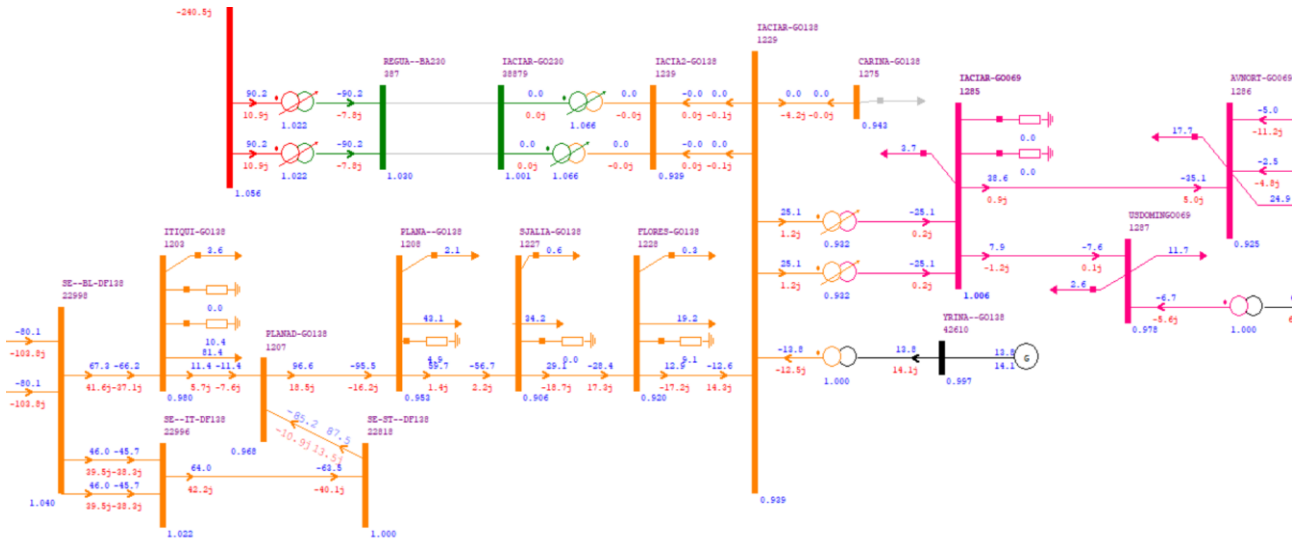 -240.5j
IACIAR-GO138
1229
REGUA--BA230
387
IACIAR-GO230
38879
IACIA2-GO138
1239
CARINA-GO138
1275
IACIAR-GO069
1285
AVNORT-GO069
1286
90.2 -90.2 0.0 0.0 -0.0 0.0 0.0 0.0
10.9j -7.8j 0.0j -0.0j 0.0j -0.1j -4.2j -0.0j
1.022 1.066 0.943
0.0
-5.0
-11.2j
17.7
90.2 -90.2 0.0 0.0 -0.0 0.0
10.9j -7.8j 0.0j -0.0j 0.0j -0.1j
1.022 1.030 1.001 1.066 0.939
1.056
3.7
0.0
38.6 -35.1
0.9j 5.0j
-2.5
-4.8j
24.9
25.1 -25.1
1.2j 0.2j
0.932
USDOMINGO069
1287
0.925
ITIQUI-GO138
1203
PLANA--GO138
1208
SJALIA-GO138
1227
FLORES-GO138
1228
3.6 2.1 0.6 0.3
7.9 -7.6
-1.2j 0.1j
11.7
25.1 -25.1
1.2j 0.2j
0.932
1.006
2.6
SE--BL-DF138
22998
0.0
-6.7
-5.6j
0.978 1.000
YRINA--GO138
42610
PLANAD-GO138
1207
10.4
81.4
43.1 34.2 19.2
4.9 0.0 9.1
-80.1
-103.8j
-13.8 13.8 13.8
-12.5j 14.1j 14.1
G
1.000 0.997
67.3 -66.2 11.4 -11.4 96.6 -95.5 59.7 -56.7 29.1 -28.4 12.9 -12.6
41.6j -37.1j 5.7j -7.6j 18.5j -16.2j 1.4j 2.2j -18.7j 17.3j -17.2j 14.3j
-80.1
-103.8j
0.980 0.953 0.906 0.920
SE--IT-DF138
22996
SE-ST--DF138
22818
-85.2 87.5
-10.9j 13.5j
0.968
46.0 -45.7
39.5j -38.3j
64.0 -63.5
42.2j -40.1j
46.0 -45.7
39.5j -38.3j
1.040
0.939
1.022 1.000